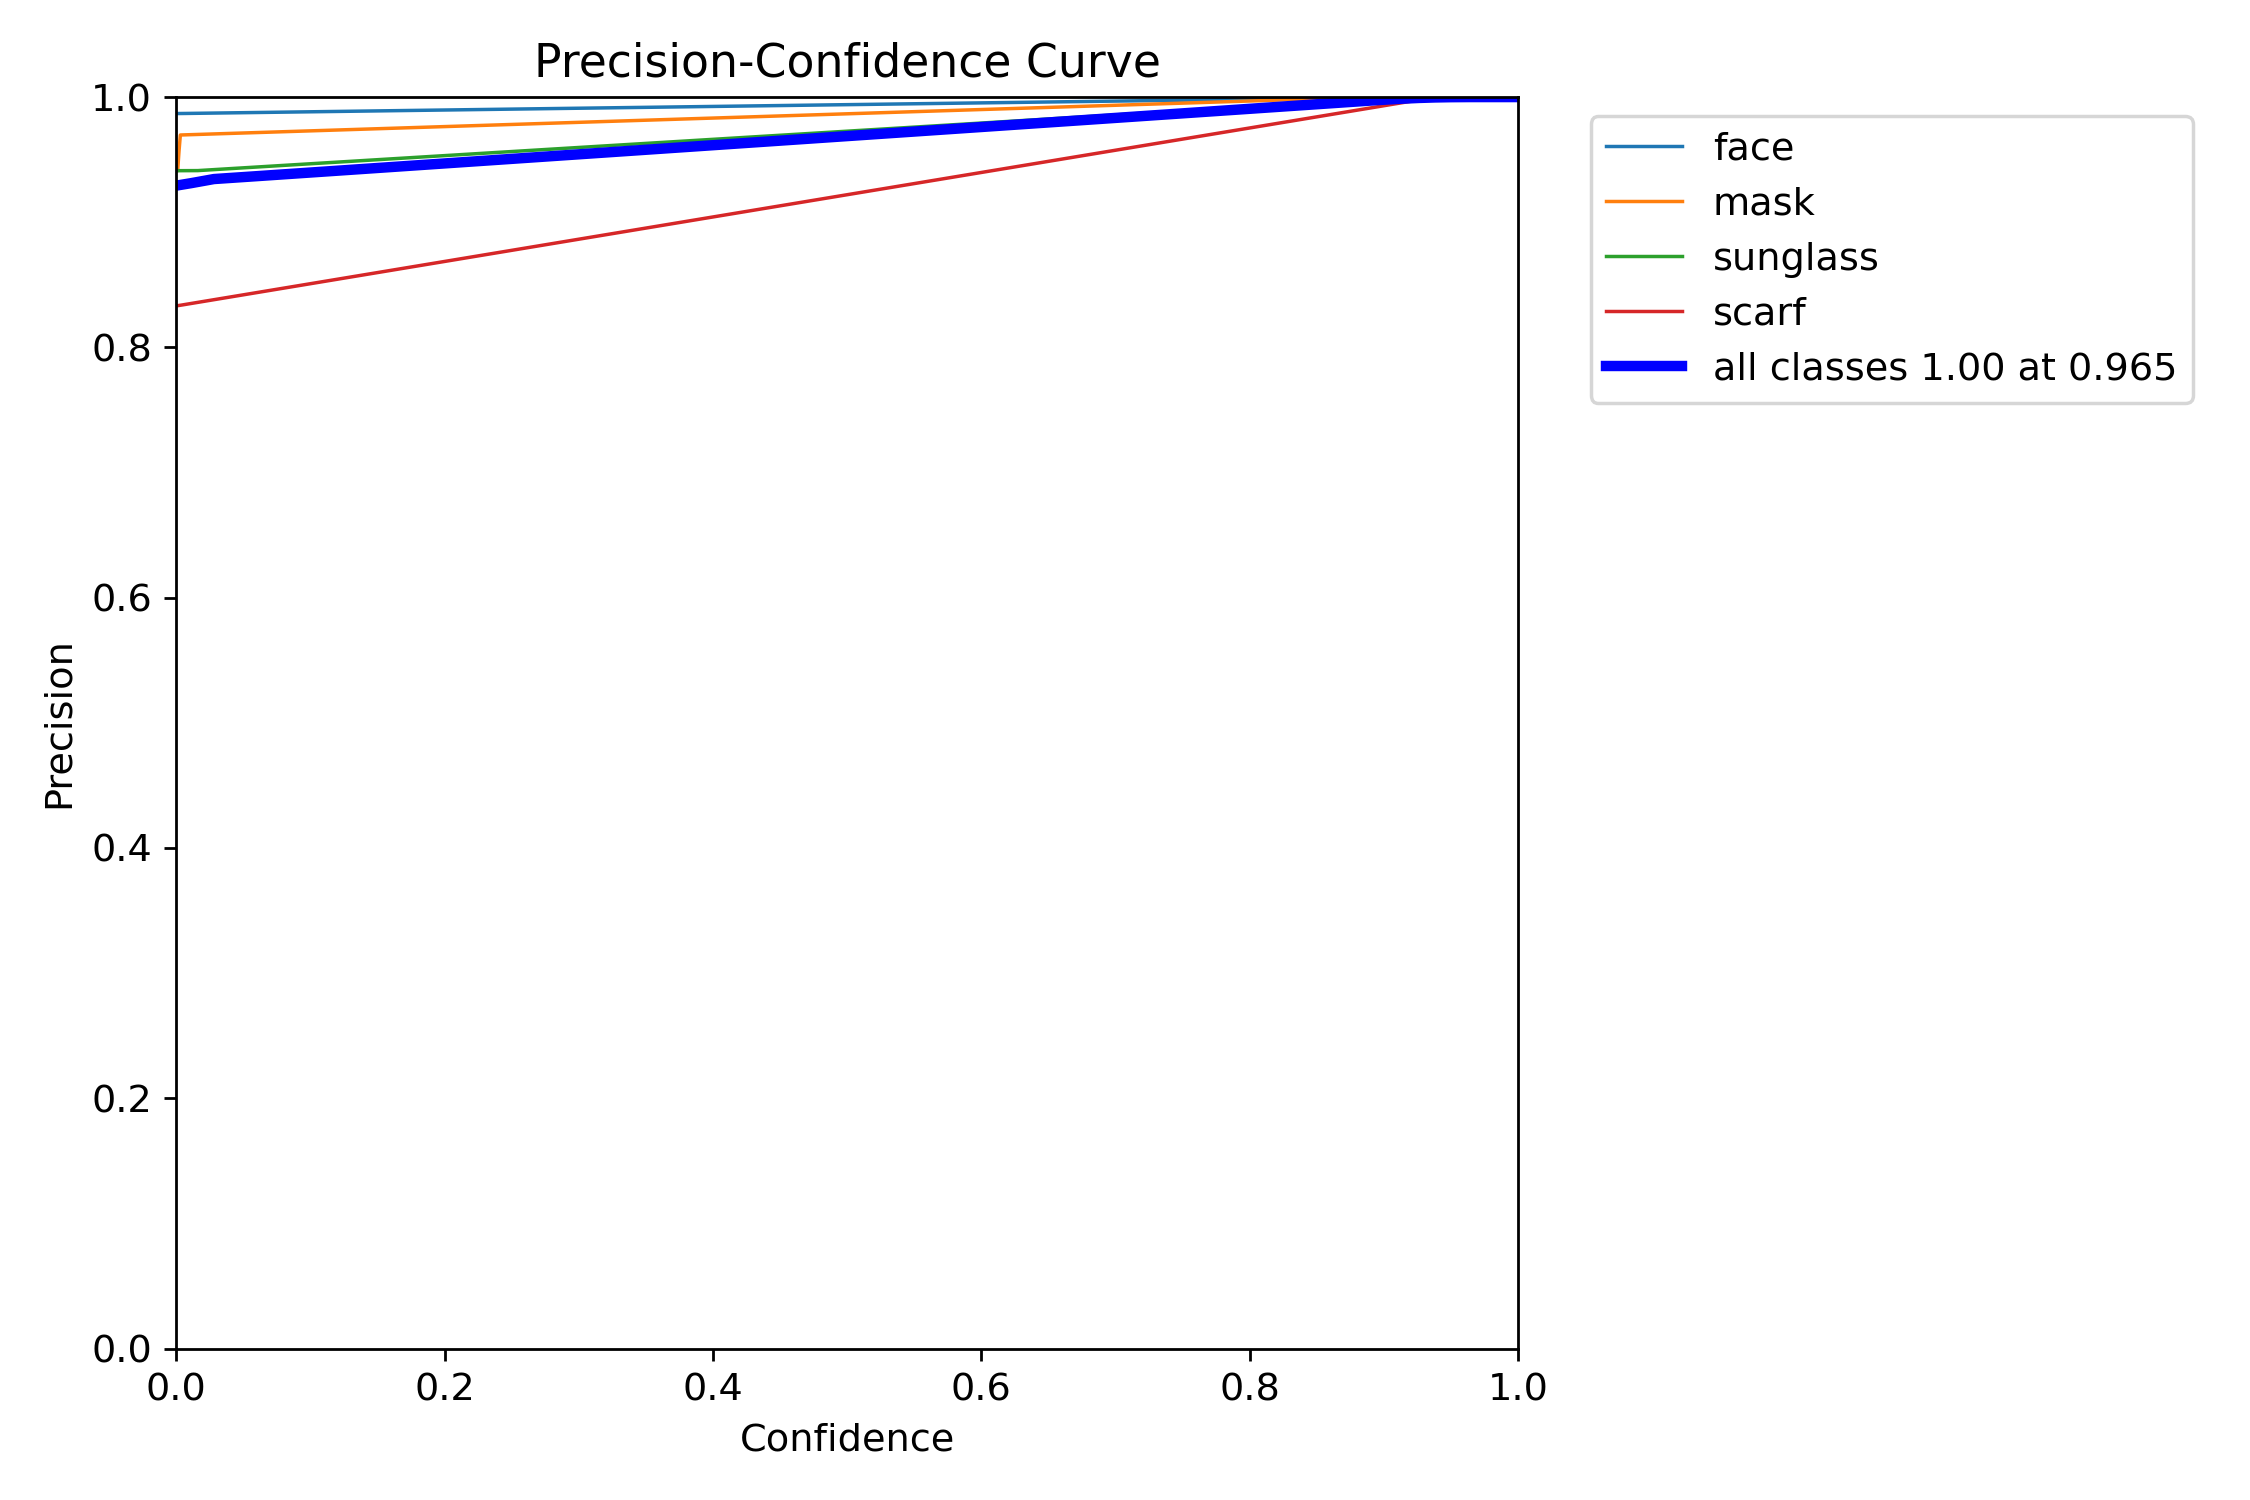 Precision-Confidence Curve
1.0
0.8
0.6
0.4
0.2
0.0
Precision
0.0 0.2 0.4 0.6 0.8 1.0
Confidence
face
mask
sunglass
scarf
all classes 1.00 at 0.965